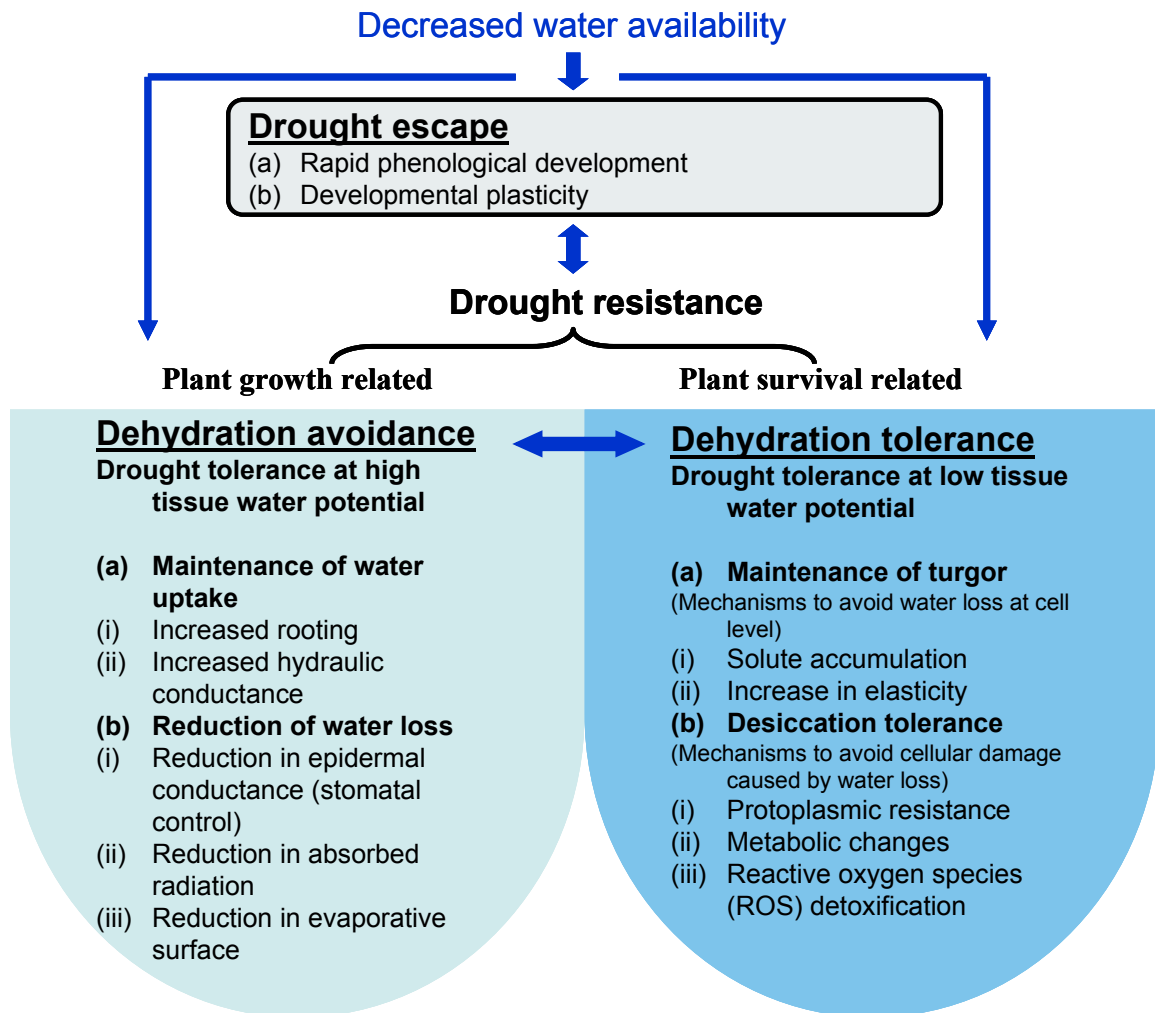 Decreased water availability
Drought escape
(a) Rapid phenological development
(b) Developmental plasticity
Drought resistance
Plant growth related
Plant survival related
Dehydration avoidance
Drought tolerance at high
tissue water potential
(a) Maintenance of water
uptake
(i) Increased rooting
(ii) Increased hydraulic
conductance
(b) Reduction of water loss
(i) Reduction in epidermal
conductance (stomatal
control)
(ii) Reduction in absorbed
radiation
(iii) Reduction in evaporative
surface
Dehydration tolerance
Drought tolerance at low tissue
water potential
(a) Maintenance of turgor
(Mechanisms to avoid water loss at cell
level)
(i) Solute accumulation
(ii) Increase in elasticity
(b) Desiccation tolerance
(Mechanisms to avoid cellular damage
caused by water loss)
(i) Protoplasmic resistance
(ii) Metabolic changes
(iii) Reactive oxygen species
(ROS) detoxification